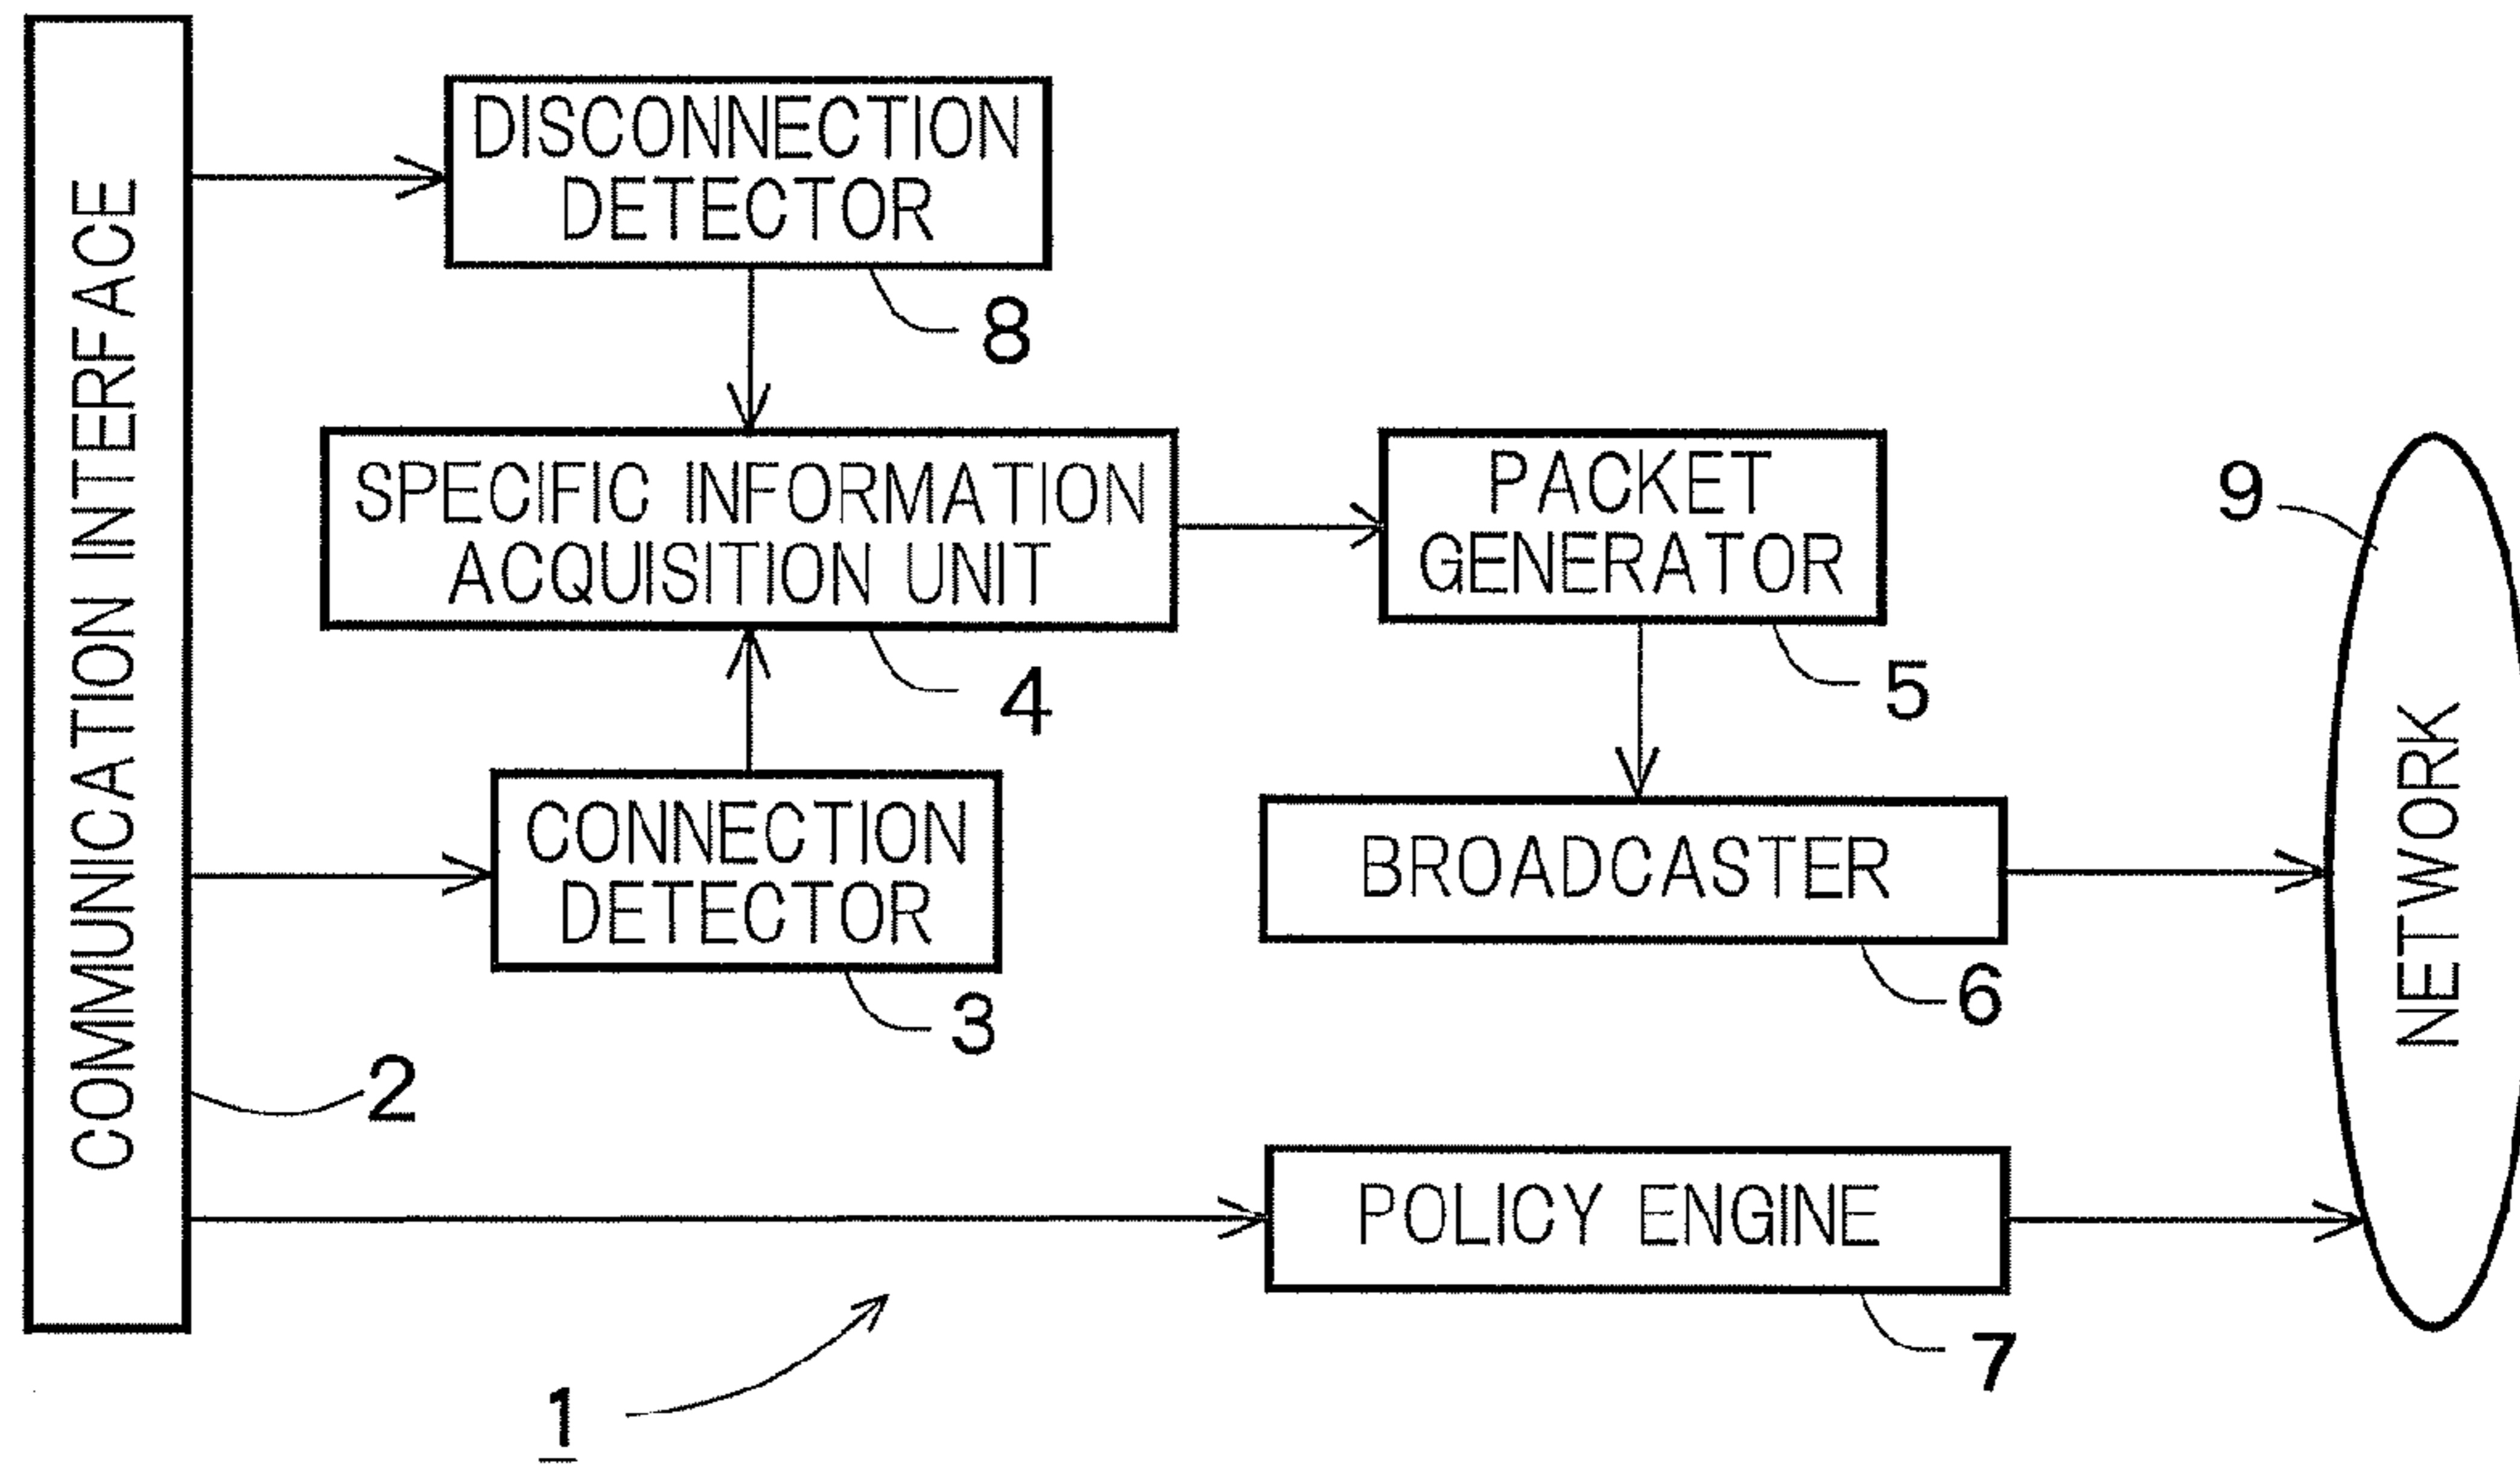 COMMUNICATION INTERFACE
DISCONNECTION
DETECTOR
8
SPECIFIC INFORMATION
ACQUISITION UNIT
4
PACKET
GENERATOR
5
9
NETWORK
CONNECTION
DETECTOR
3
BROADCASTER
6
2
POLICY ENGINE
7
1